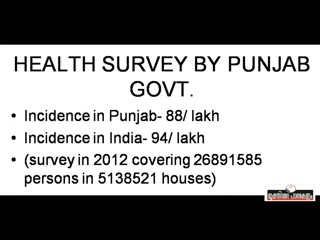 HEALTH SURVEY BY PUNJAB
GOVT.
• Incidence in Punjab- 88/ lakh
• Incidence in India- 94/ lakh
• (survey in 2012 covering 26891585
persons in 5138521 houses)